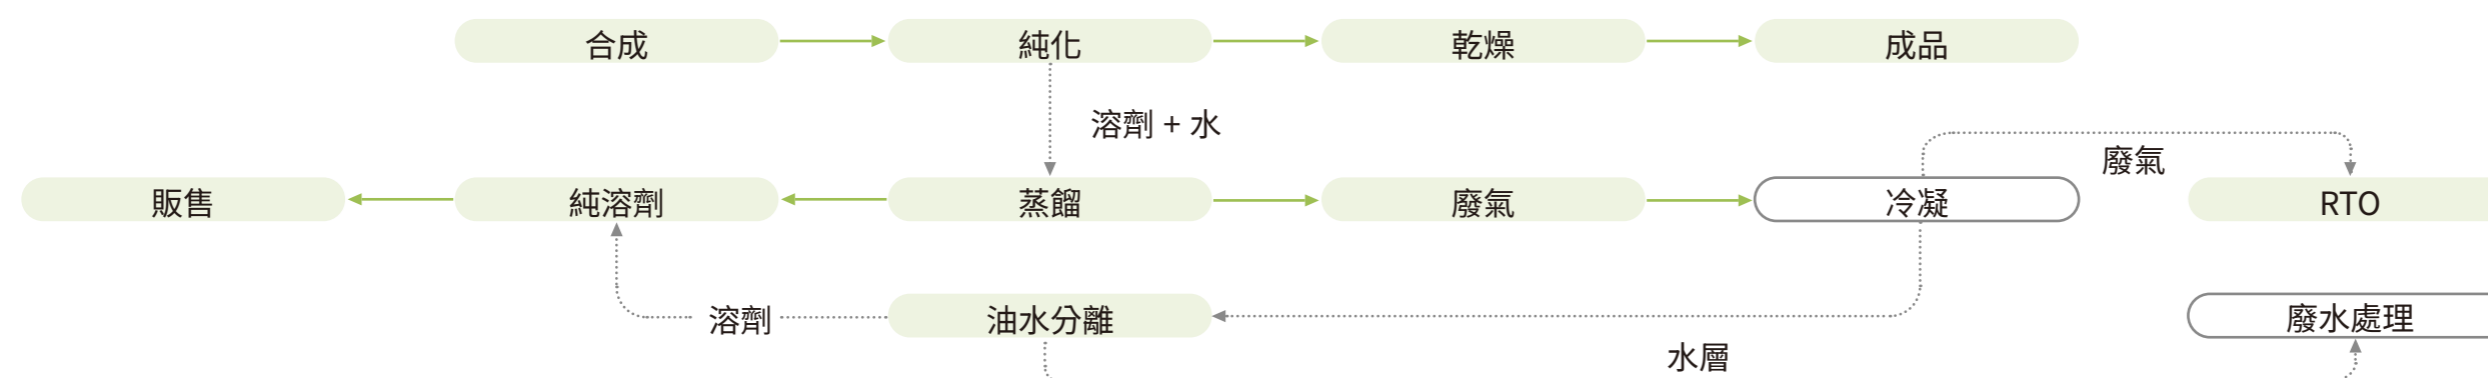 合成
純化
乾燥
成品
溶劑 + 水
廢氣
販售
純溶劑
蒸餾
廢氣
冷凝
RTO
溶劑
油水分離
廢水處理
水層